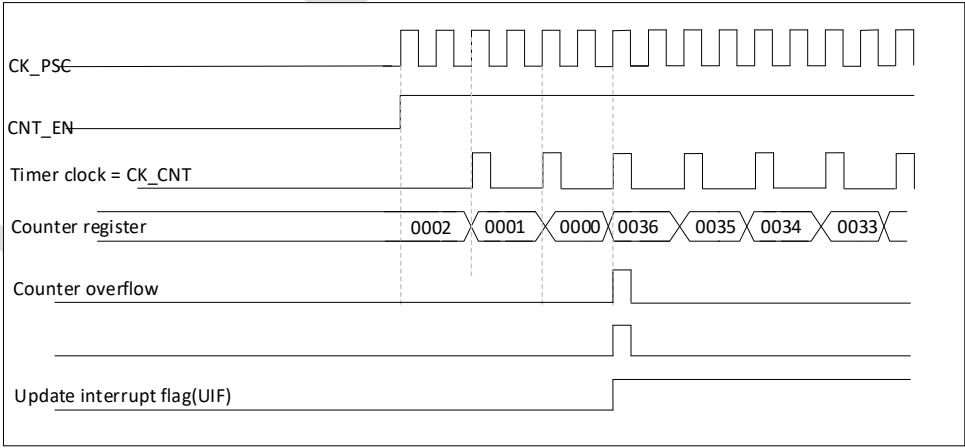 CK_PSC
CNT_EN
Timer clock = CK_CNT
Counter register 0002 0001 0000 0036 0035 0034 0033
Counter overflow
Update interrupt flag(UIF)